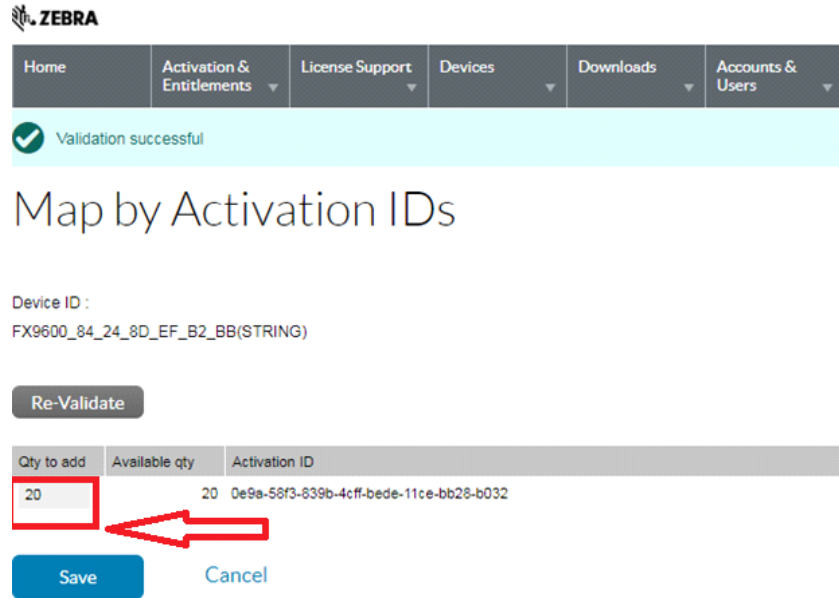 ZEBRA
Home
Activation & Entitlements
License Support
Devices
Downloads
Accounts & Users
Validation successful
Map by Activation IDs
Device ID :
FX9600_84_24_8D_EF_B2_BB(STRING)
Re-Validate
Qty to add Available qty Activation ID
20 20 0e9a-58f3-839b-4cff-bede-11ce-bb28-b032
Save Cancel